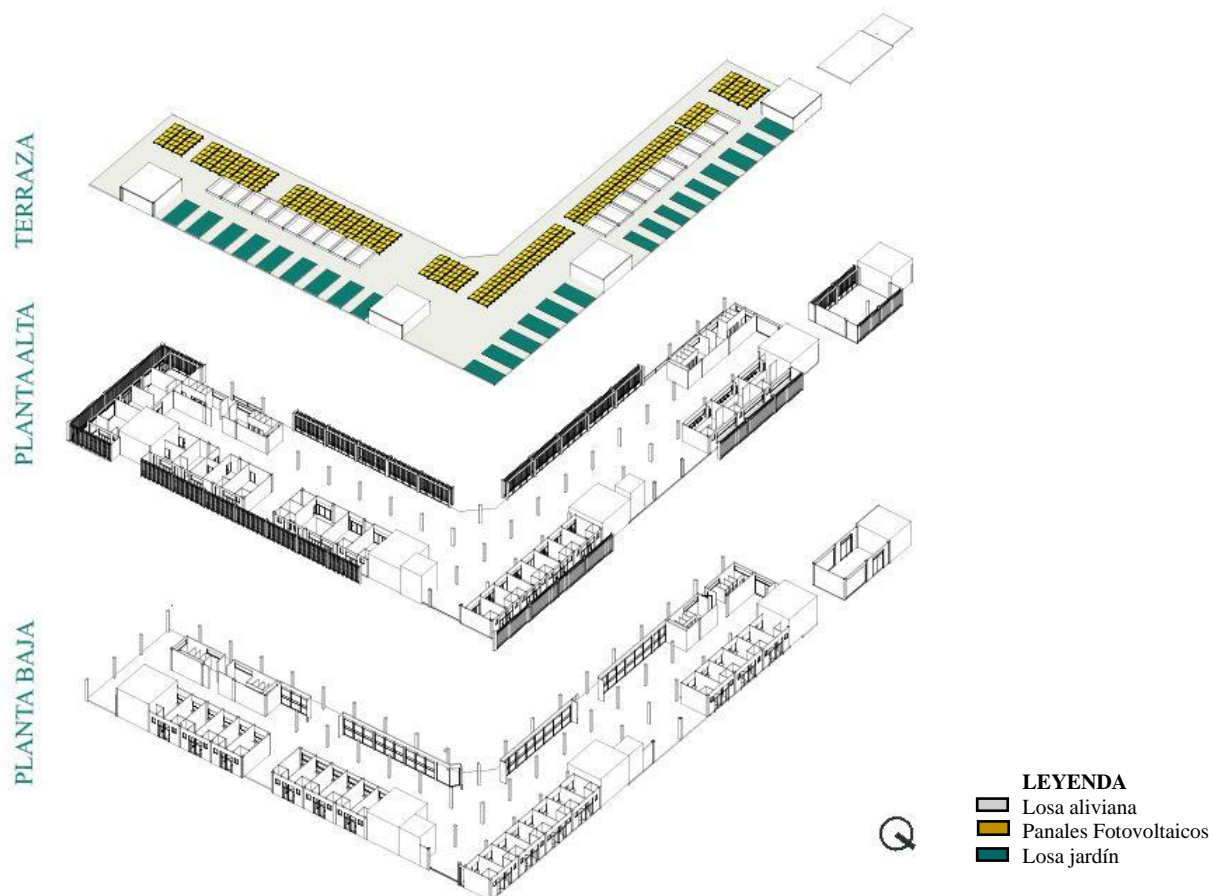 TERRAZA
PLANTA ALTA
PLANTA BAJA
LEYENDA
Losa aliviana
Panales Fotovoltaicos
Losa jardín